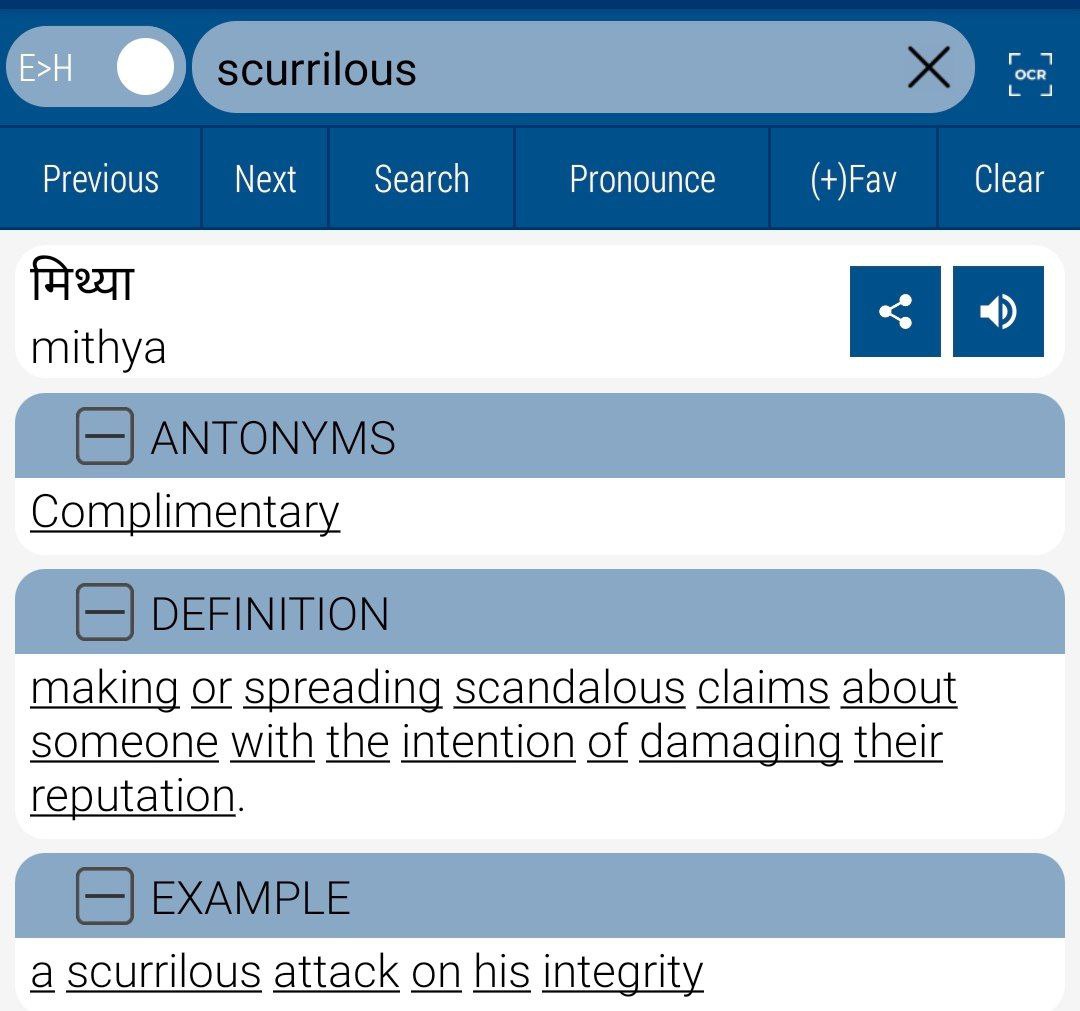 E>H scurrilous OCR
Previous Next Search Pronounce (+)Fav Clear
मिथ्या
mithya
ANTONYMS
Complimentary
DEFINITION
making or spreading scandalous claims about
someone with the intention of damaging their
reputation.
EXAMPLE
a scurrilous attack on his integrity